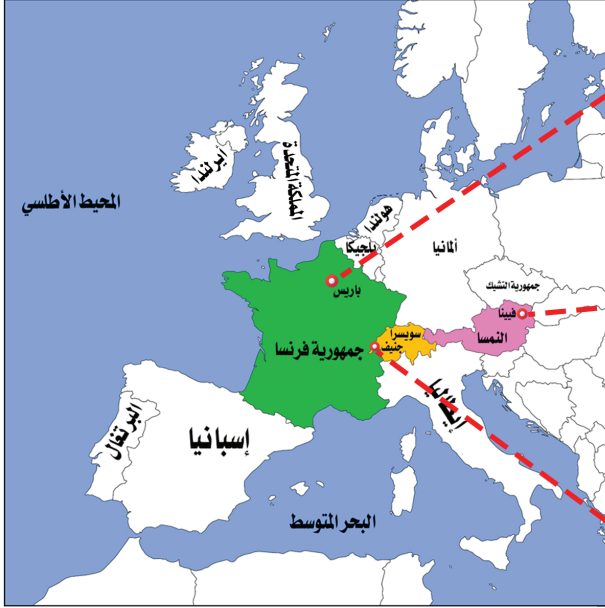 ايرلندا
المملكة المتحدة
المحيط الأطلسي
هولندا
بلجيكا
ألمانيا
باريس
جمهورية التشيك
فيينا
النمسا
سويسرا
جنيف
جمهورية فرنسا
إيطاليا
البرتغال
إسبانيا
البحر المتوسط